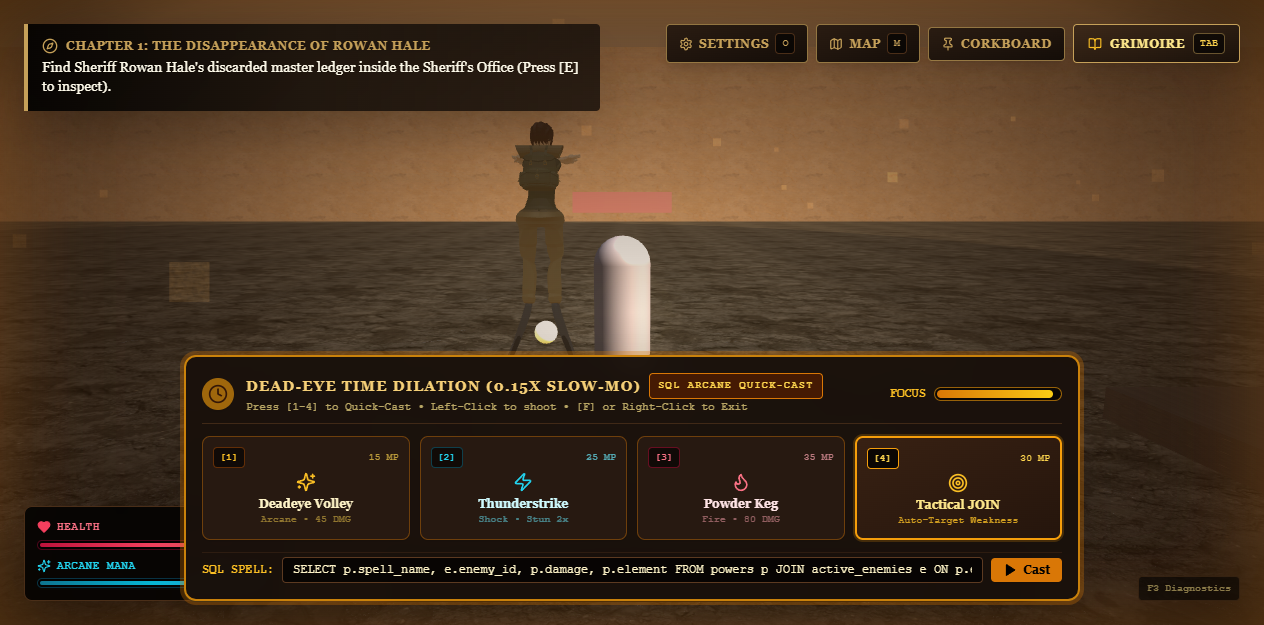 CHAPTER 1: THE DISAPPEARANCE OF ROWAN HALE
Find Sheriff Rowan Hale's discarded master ledger inside the Sheriff's Office (Press [E]
to inspect).
SETTINGS O
MAP M
CORKBOARD
GRIMOIRE TAB
DEAD-EYE TIME DILATION (0.15X SLOW-MO)
SQL ARCANE QUICK-CAST
Press [1-4] to Quick-Cast • Left-Click to shoot • [F] or Right-Click to Exit
FOCUS
[1] 15 MP
Deadeye Volley
Arcane • 45 DMG
[2] 25 MP
Thunderstrike
Shock • Stun 2x
[3] 35 MP
Powder Keg
Fire • 80 DMG
[4] 30 MP
Tactical JOIN
Auto-Target Weakness
HEALTH
ARCANE MANA
SQL SPELL:
SELECT p.spell_name, e.enemy_id, p.damage, p.element FROM powers p JOIN active_enemies e ON p.
Cast
F3 Diagnostics